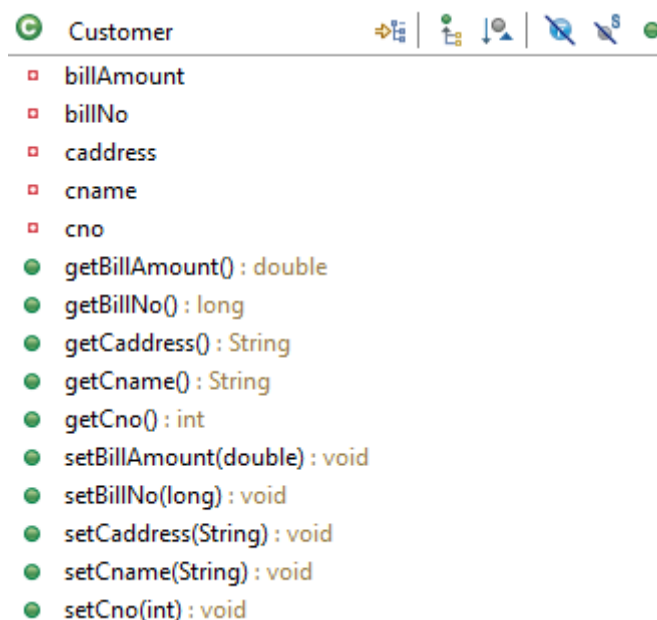 Customer
billAmount
billNo
caddress
cname
cno
getBillAmount() : double
getBillNo() : long
getCaddress() : String
getCname() : String
getCno() : int
setBillAmount(double) : void
setBillNo(long) : void
setCaddress(String) : void
setCname(String) : void
setCno(int) : void